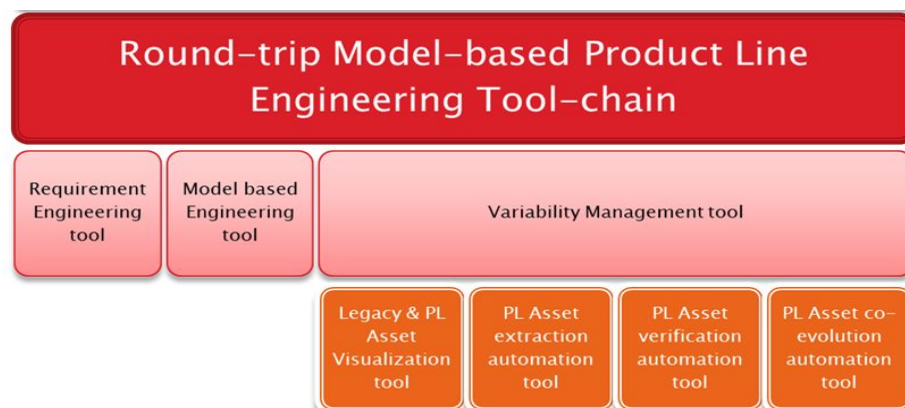 Round-trip Model-based Product Line
Engineering Tool-chain
Requirement
Engineering
tool
Model based
Engineering
tool
Variability Management tool
Legacy & PL
Asset
Visualization
tool
PL Asset
extraction
automation
tool
PL Asset
verification
automation
tool
PL Asset co-
evolution
automation
tool